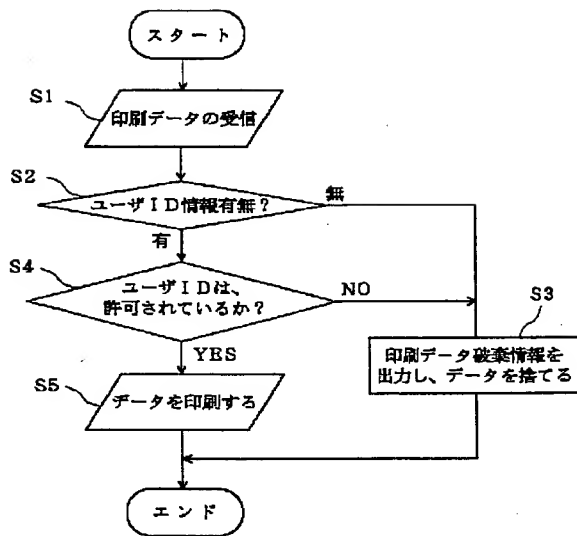 スタート
S1
印刷データの受信
S2
ユーザID情報有無?
無
有
S4
ユーザIDは、
許可されているか?
NO
S3
印刷データ破棄情報を
出力し、データを捨てる
YES
S5
データを印刷する
エンド